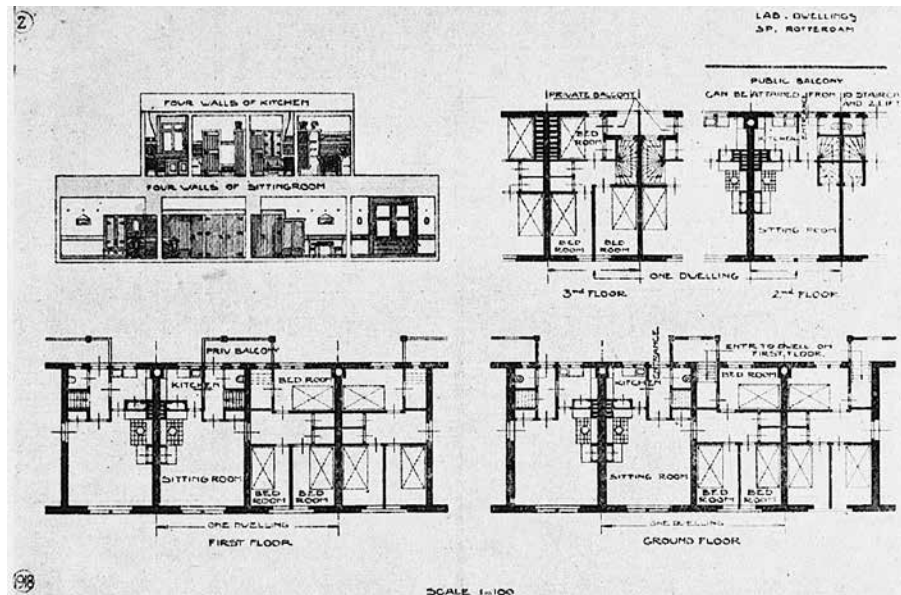 2
LAB. DWELLINGS
SP. ROTTERDAM
FOUR WALLS OF KITCHEN
FOUR WALLS OF SITTINGROOM
PRIVATE BALCONY
BED
ROOM
BED
ROOM
BED
ROOM
ONE DWELLING
3nd FLOOR
PUBLIC BALCONY
CAN BE ATTAINED FROM 10 STAIRCA
AND 2 LIFT
SITTING ROOM
2nd FLOOR
PRIV BALCONY
KITCHEN
BED ROOM
SITTING ROOM
BED
ROOM
BED
ROOM
ONE DWELLING
FIRST FLOOR
ENTR TO DWELL ON
FIRST FLOOR
KITCHEN
BED ROOM
SITTING ROOM
BED
ROOM
BED
ROOM
ONE DWELLING
GROUND FLOOR
1918
SCALE 1-100